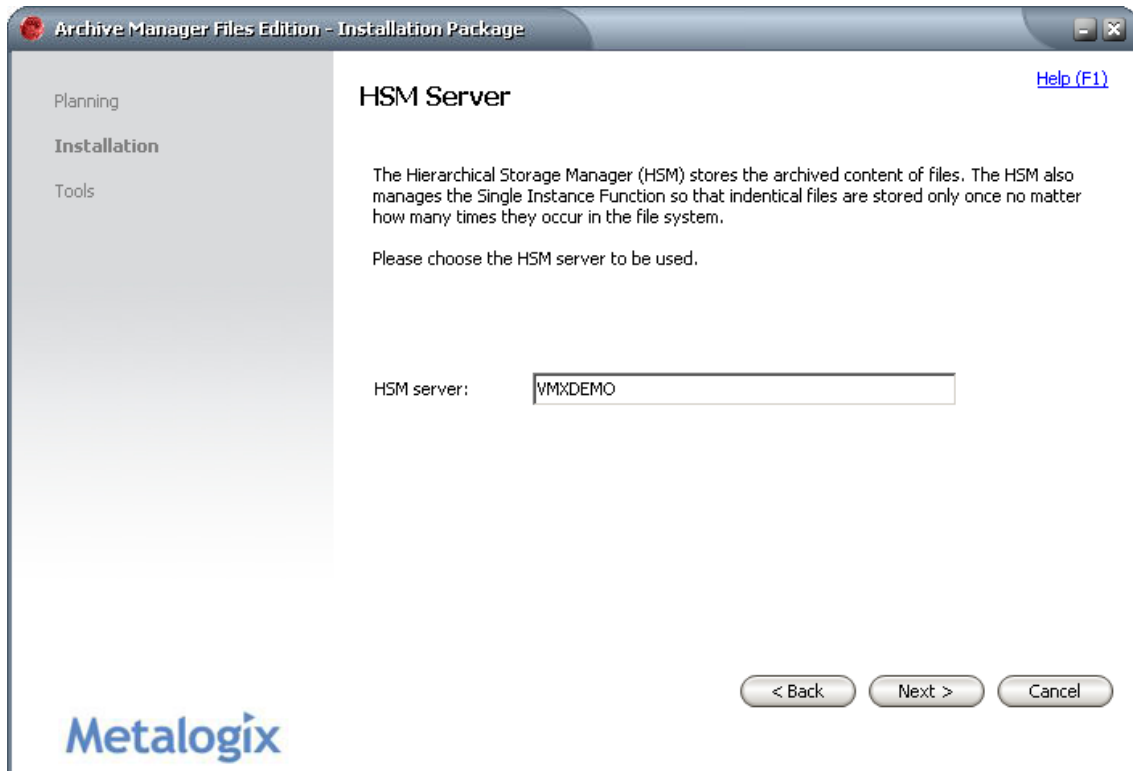 Archive Manager Files Edition - Installation Package
Help (F1)
Planning
Installation
Tools
HSM Server
The Hierarchical Storage Manager (HSM) stores the archived content of files. The HSM also
manages the Single Instance Function so that indentical files are stored only once no matter
how many times they occur in the file system.
Please choose the HSM server to be used.
HSM server: VMXDEMO
< Back Next > Cancel
Metalogix